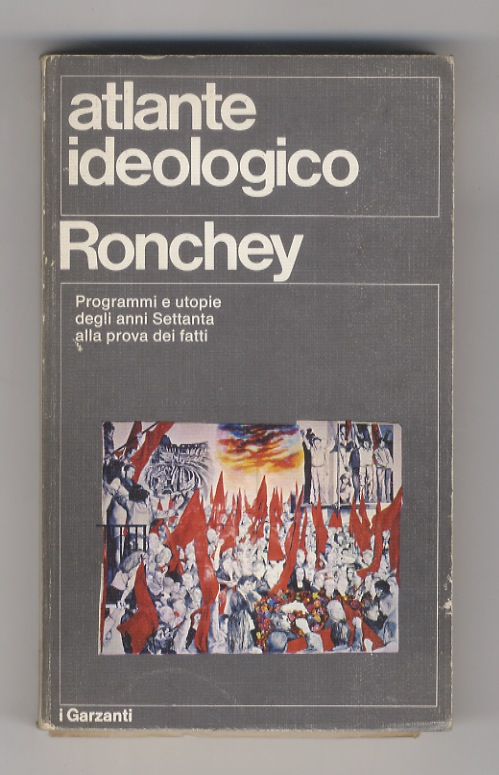 atlante
ideologico
Ronchey
Programmi e utopie
degli anni Settanta
alla prova dei fatti
i Garzanti